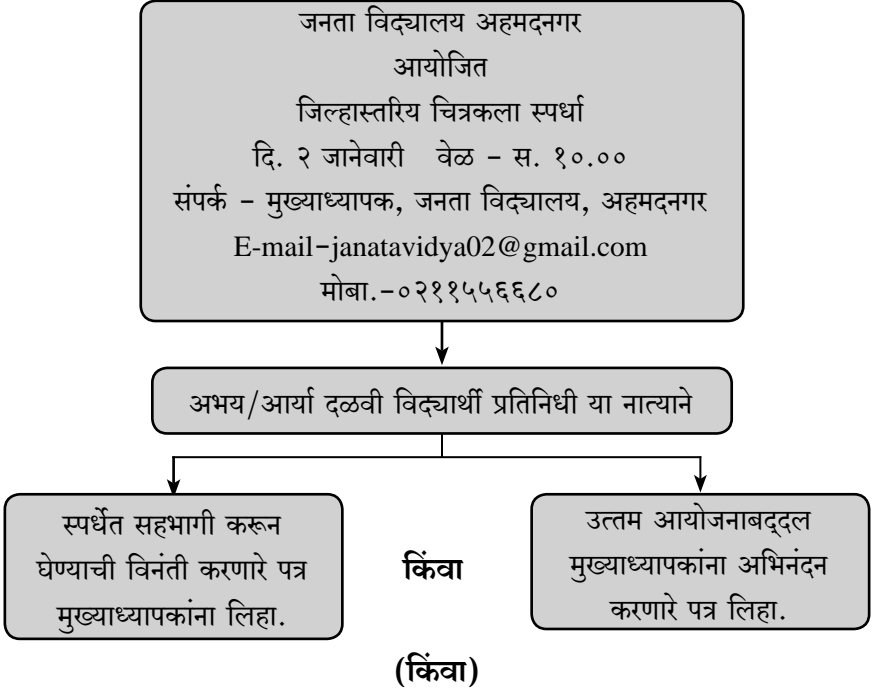 जनता विद्यालय अहमदनगर
आयोजित
जिल्हास्तरिय चित्रकला स्पर्धा
दि. २ जानेवारी वेळ – स. १०.००
संपर्क – मुख्याध्यापक, जनता विद्यालय, अहमदनगर
E-mail–janatavidya02@gmail.com
मोबा.–०२११५५६६८०
अभय/आर्या दळवी विद्यार्थी प्रतिनिधी या नात्याने
स्पर्धेत सहभागी करून
घेण्याची विनंती करणारे पत्र
मुख्याध्यापकांना लिहा.
किंवा
उत्तम आयोजनाबद्दल
मुख्याध्यापकांना अभिनंदन
करणारे पत्र लिहा.
(किंवा)